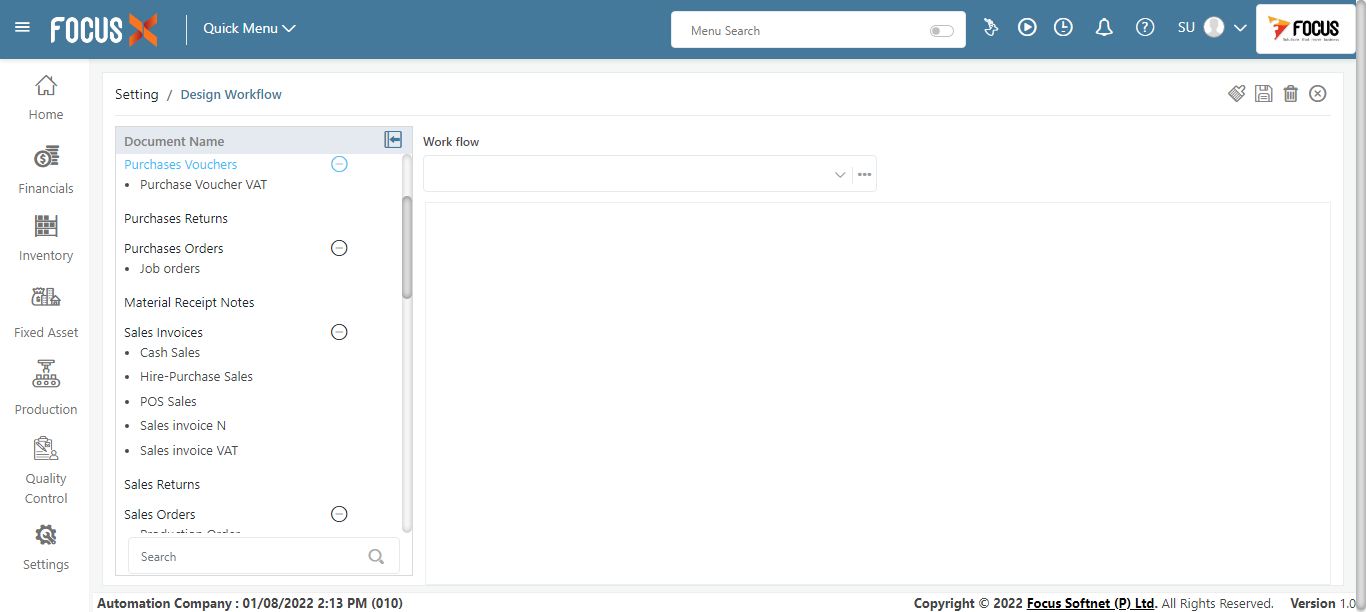 FOCUS X
Quick Menu
Menu Search
SU
FOCUS
Home
Financials
Inventory
Fixed Asset
Production
Quality
Control
Settings
Setting / Design Workflow
Document Name
Purchases Vouchers
• Purchase Voucher VAT
Purchases Returns
Purchases Orders
• Job orders
Material Receipt Notes
Sales Invoices
• Cash Sales
• Hire-Purchase Sales
• POS Sales
• Sales invoice N
• Sales invoice VAT
Sales Returns
Sales Orders
• Production Order
Search
Work flow
Automation Company : 01/08/2022 2:13 PM (010)
Copyright © 2022 Focus Softnet (P) Ltd. All Rights Reserved. Version 1.0